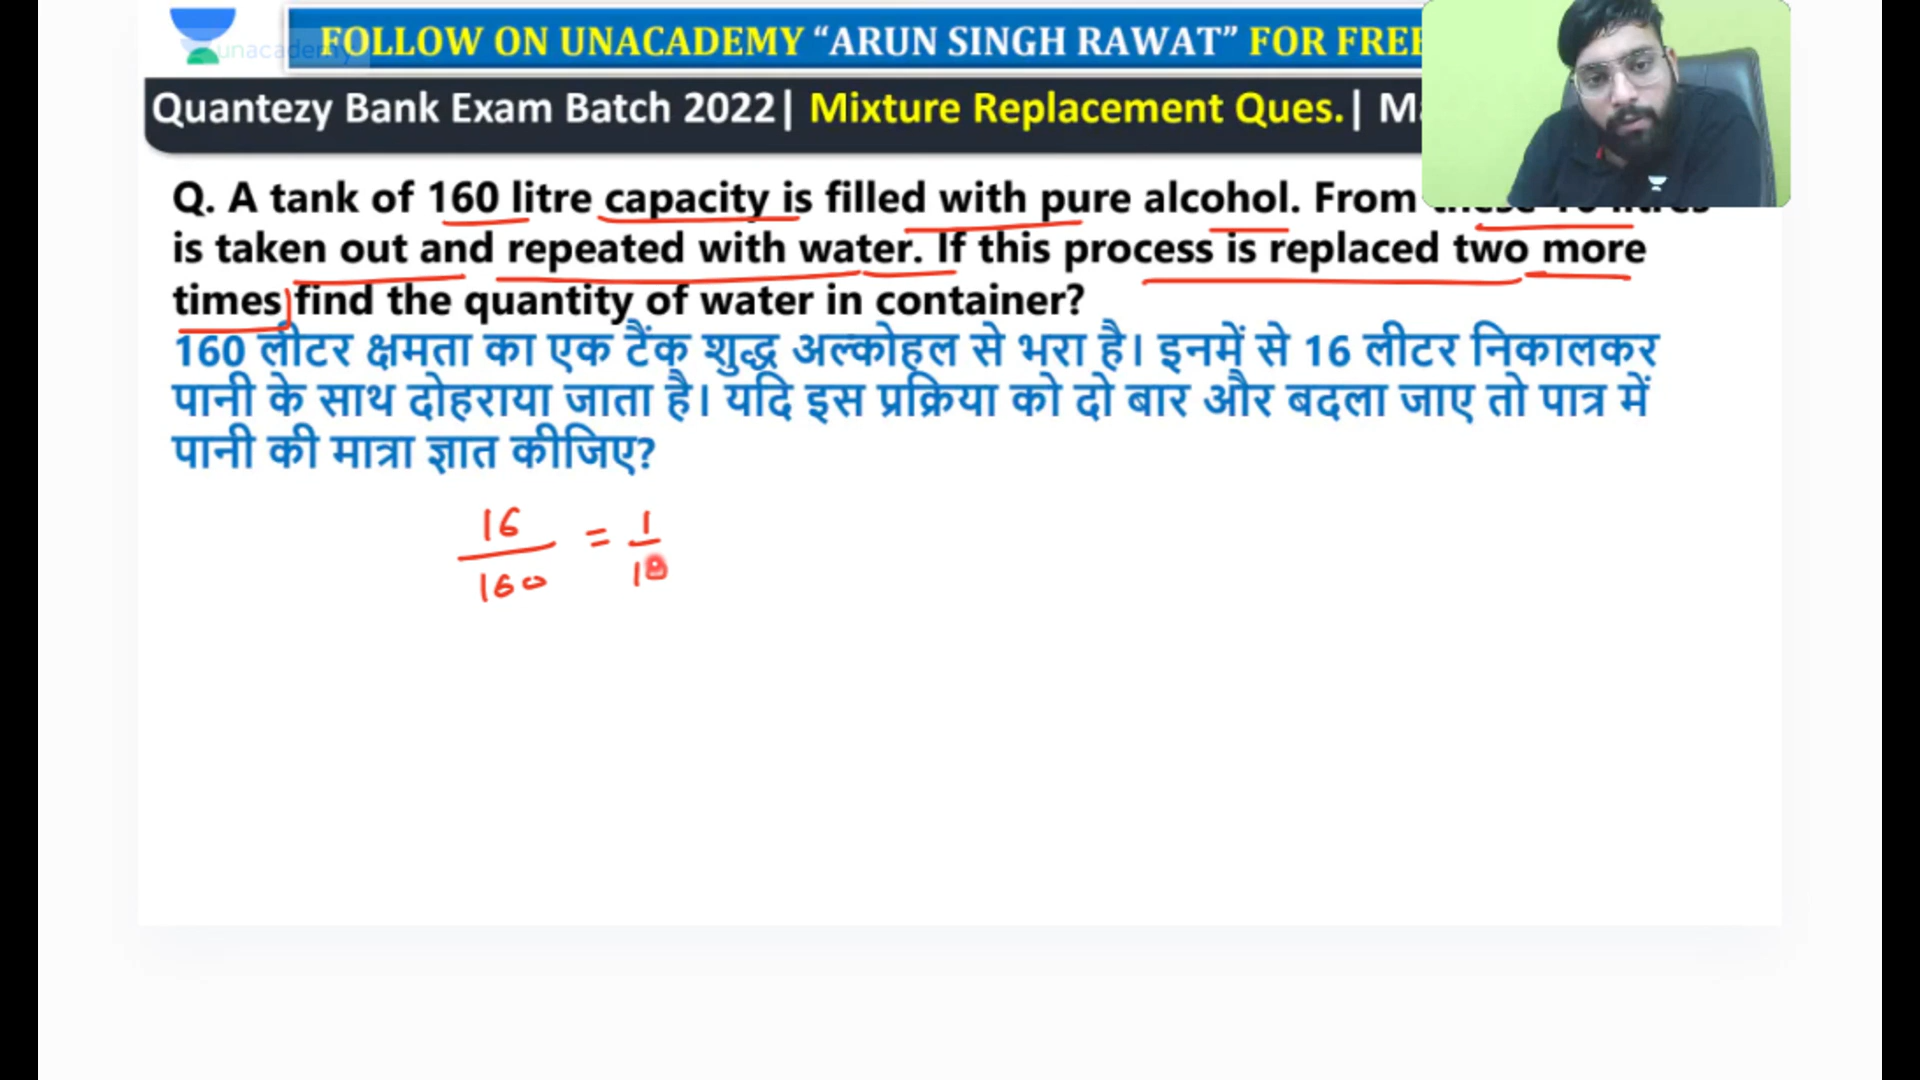 unacademy
FOLLOW ON UNACADEMY “ARUN SINGH RAWAT” FOR FREE
Quantezy Bank Exam Batch 2022| Mixture Replacement Ques.|
Q. A tank of 160 litre capacity is filled with pure alcohol. From
is taken out and repeated with water. If this process is replaced two more
times find the quantity of water in container?
160 लीटर क्षमता का एक टैंक शुद्ध अल्कोहल से भरा है। इनमें से 16 लीटर निकालकर
पानी के साथ दोहराया जाता है। यदि इस प्रक्रिया को दो बार और बदला जाए तो पात्र में
पानी की मात्रा ज्ञात कीजिए?
16 = 1
160 10